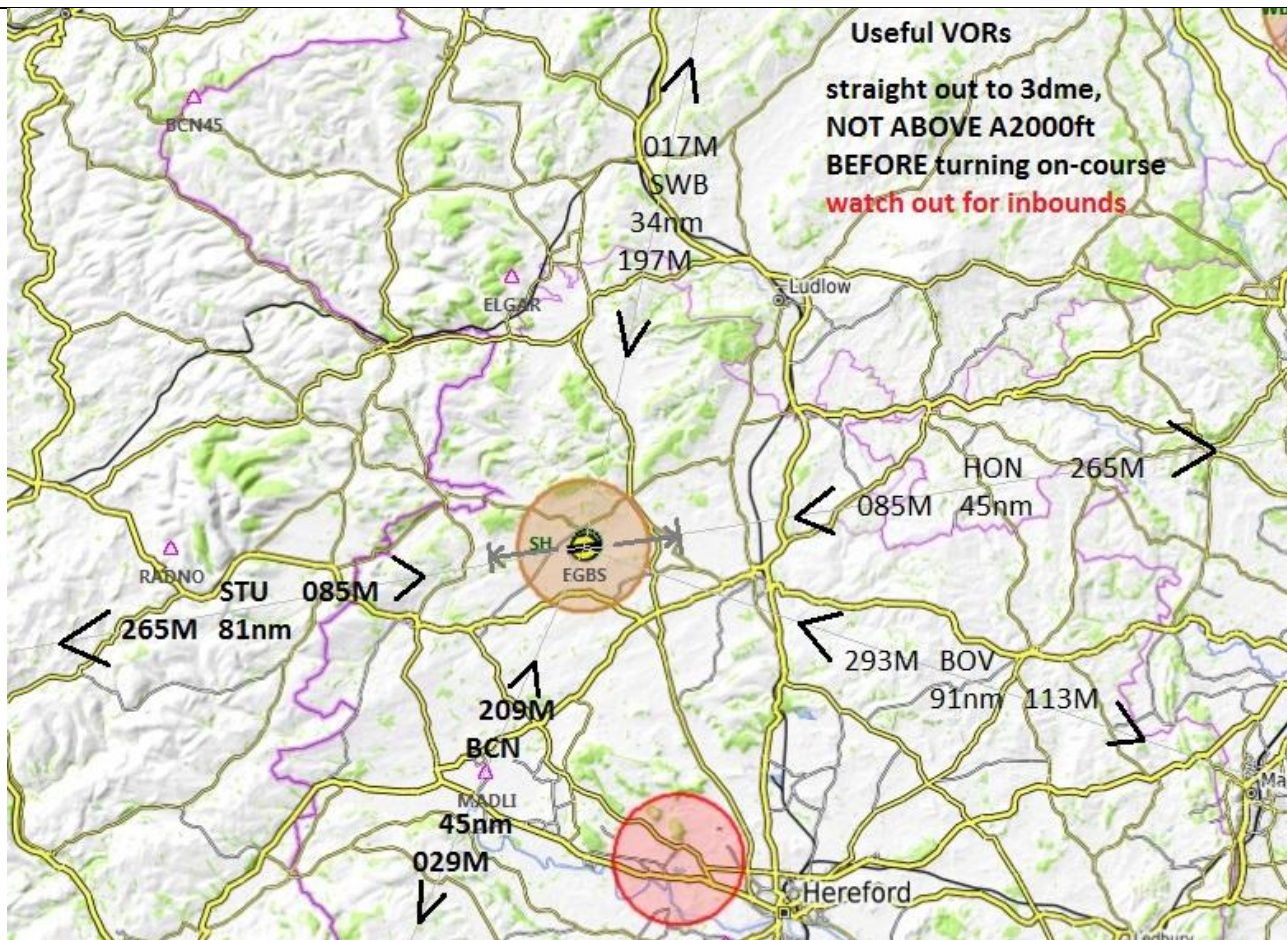 Useful VORs
straight out to 3dme,
NOT ABOVE A2000ft
BEFORE turning on-course
watch out for inbounds
BCN45
017M
SWB
34nm
197M
ELGAR
Ludlow
HON 265M
085M 45nm
SH
EGBS
RADNO
STU 085M
265M 81nm
293M BOV
91nm 113M
209M
BCN
MADLI
45nm
029M
Ma
Hereford
Ledbury